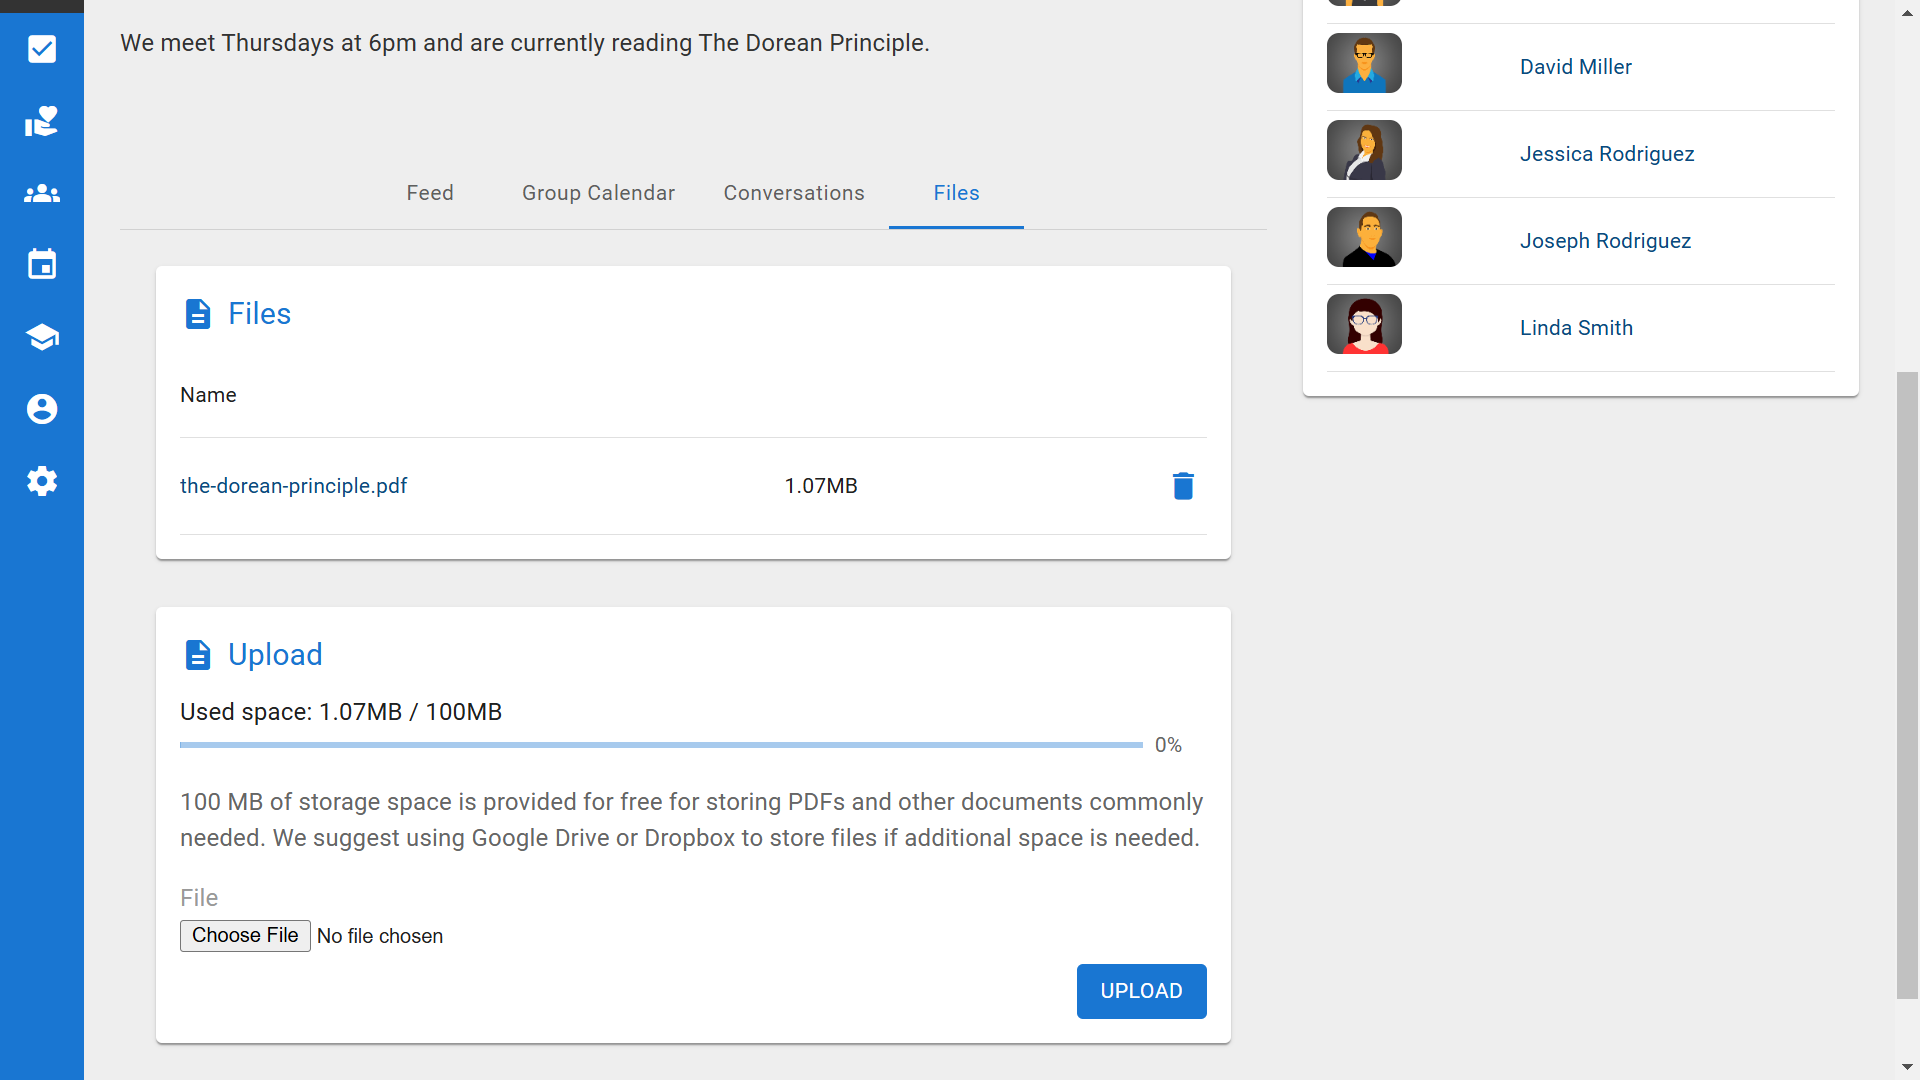 We meet Thursdays at 6pm and are currently reading The Dorean Principle.
Feed
Group Calendar
Conversations
Files
Files
Name
the-dorean-principle.pdf
1.07MB
Upload
Used space: 1.07MB / 100MB
0%
100 MB of storage space is provided for free for storing PDFs and other documents commonly
needed. We suggest using Google Drive or Dropbox to store files if additional space is needed.
File
Choose File No file chosen
UPLOAD
David Miller
Jessica Rodriguez
Joseph Rodriguez
Linda Smith